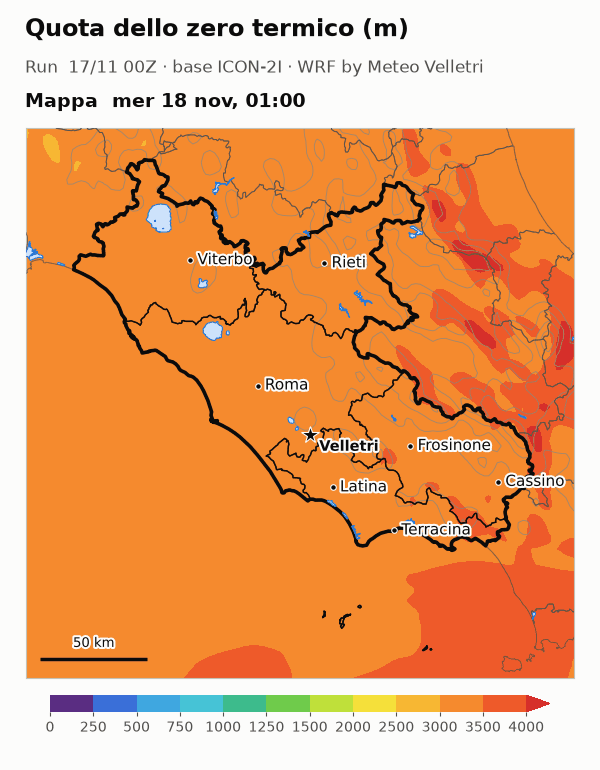 Quota dello zero termico (m)
Run 17/11 00Z · base ICON-2I · WRF by Meteo Velletri
Mappa mer 18 nov, 01:00
Viterbo
Rieti
Roma
Velletri
Frosinone
Latina
Cassino
Terracina
50 km
0 250 500 750 1000 1250 1500 2000 2500 3000 3500 4000